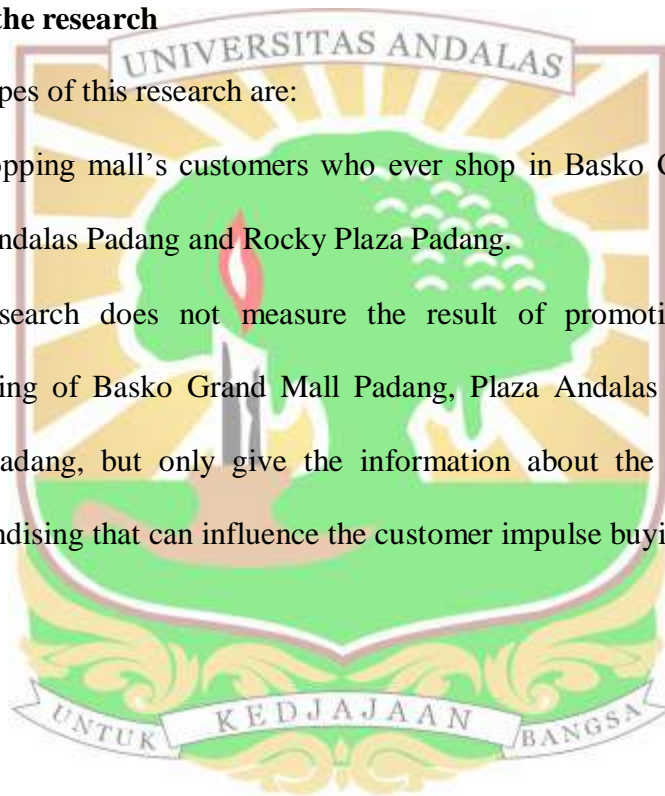 the research
UNIVERSITAS ANDALAS
pes of this research are:
opping mall’s customers who ever shop in Basko G
ndalas Padang and Rocky Plaza Padang.
search does not measure the result of promoti
ing of Basko Grand Mall Padang, Plaza Andalas
adang, but only give the information about the
ndising that can influence the customer impulse buyi
UNTUK KEDJAJAAN BANGSA